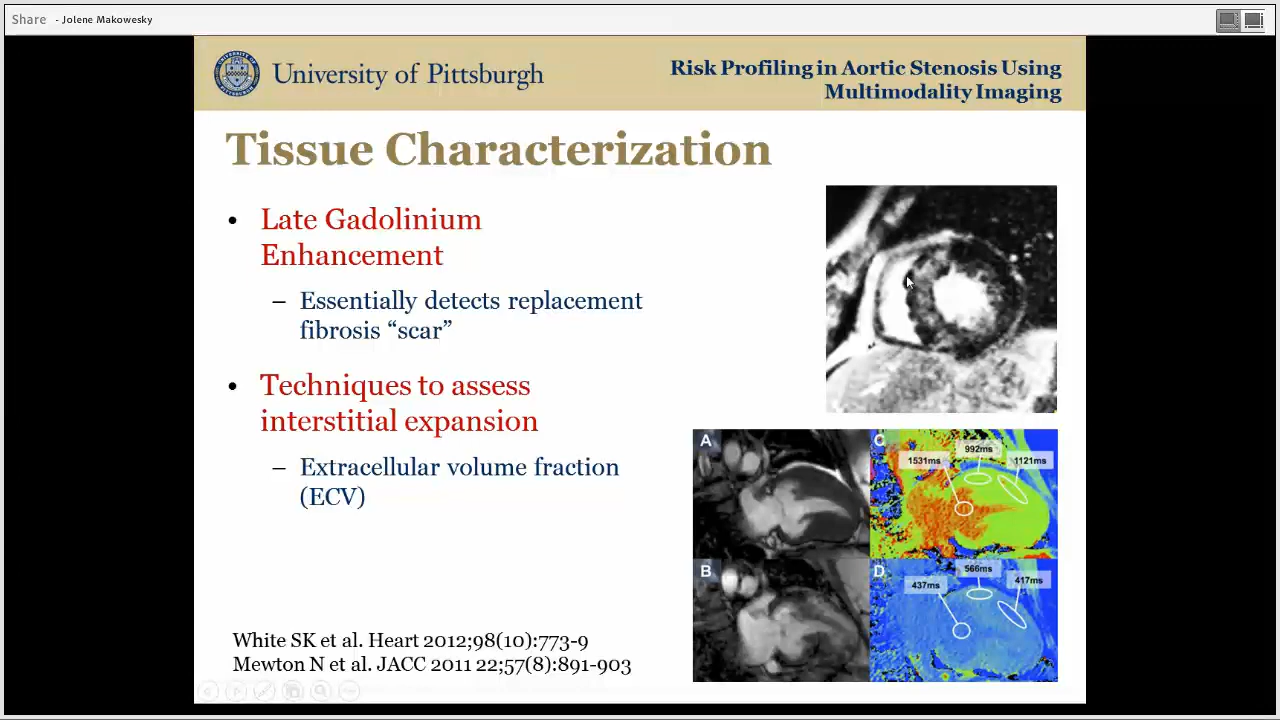 Share - Jolene Makowesky
University of Pittsburgh
Risk Profiling in Aortic Stenosis Using
Multimodality Imaging
Tissue Characterization
• Late Gadolinium
Enhancement
– Essentially detects replacement
fibrosis “scar”
• Techniques to assess
interstitial expansion
– Extracellular volume fraction
(ECV)
A
C
992ms
1531ms
1121ms
B
D
566ms
437ms
417ms
White SK et al. Heart 2012;98(10):773-9
Mewton N et al. JACC 2011 22;57(8):891-903